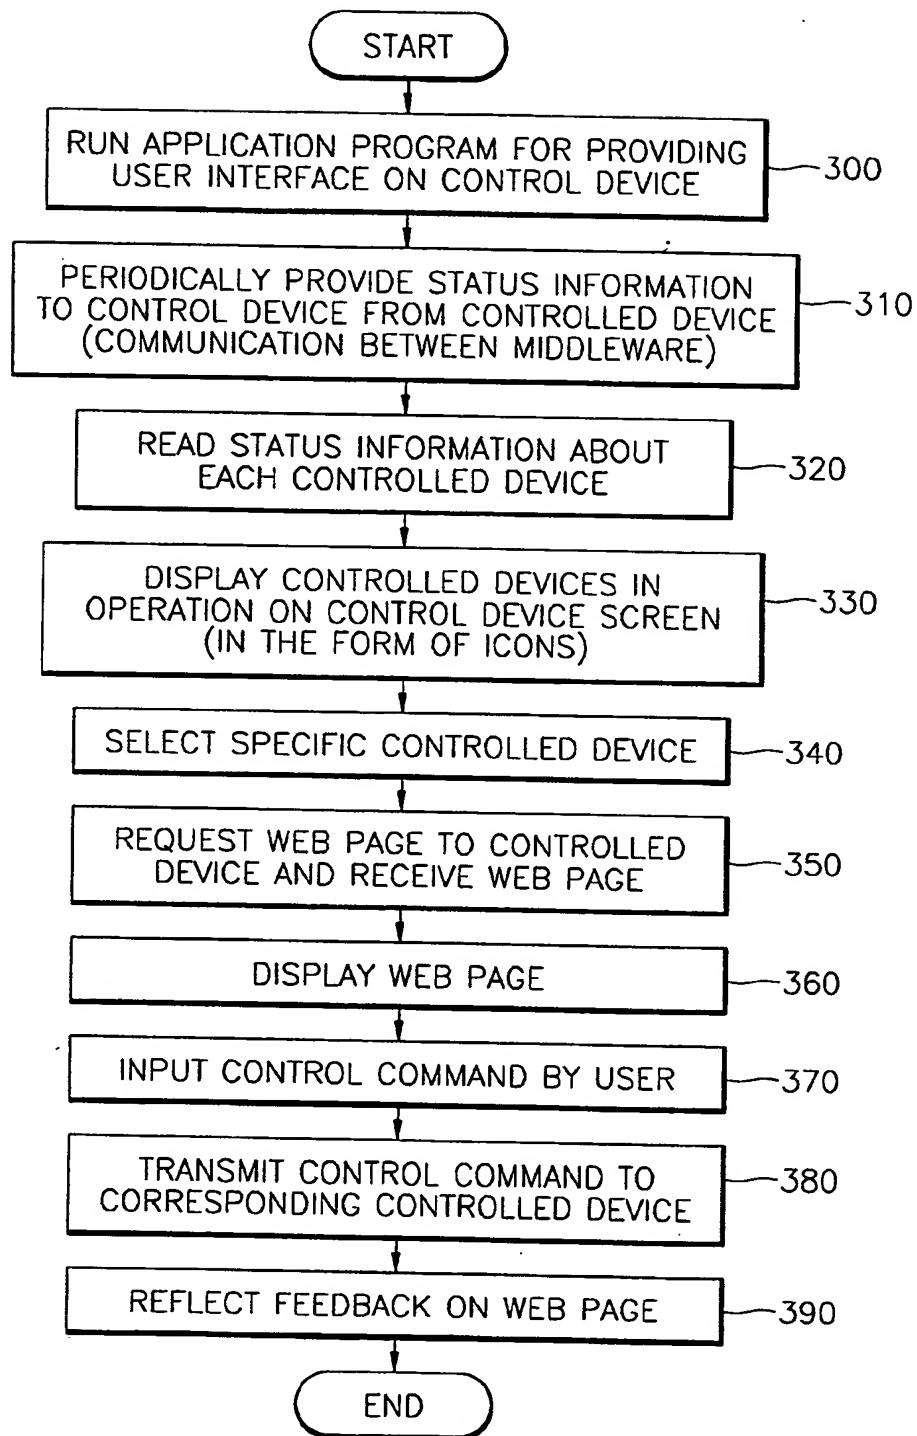 START
RUN APPLICATION PROGRAM FOR PROVIDING
USER INTERFACE ON CONTROL DEVICE
300
PERIODICALLY PROVIDE STATUS INFORMATION
TO CONTROL DEVICE FROM CONTROLLED DEVICE
(COMMUNICATION BETWEEN MIDDLEWARE)
310
READ STATUS INFORMATION ABOUT
EACH CONTROLLED DEVICE
320
DISPLAY CONTROLLED DEVICES IN
OPERATION ON CONTROL DEVICE SCREEN
(IN THE FORM OF ICONS)
330
SELECT SPECIFIC CONTROLLED DEVICE
340
REQUEST WEB PAGE TO CONTROLLED
DEVICE AND RECEIVE WEB PAGE
350
DISPLAY WEB PAGE
360
INPUT CONTROL COMMAND BY USER
370
TRANSMIT CONTROL COMMAND TO
CORRESPONDING CONTROLLED DEVICE
380
REFLECT FEEDBACK ON WEB PAGE
390
END